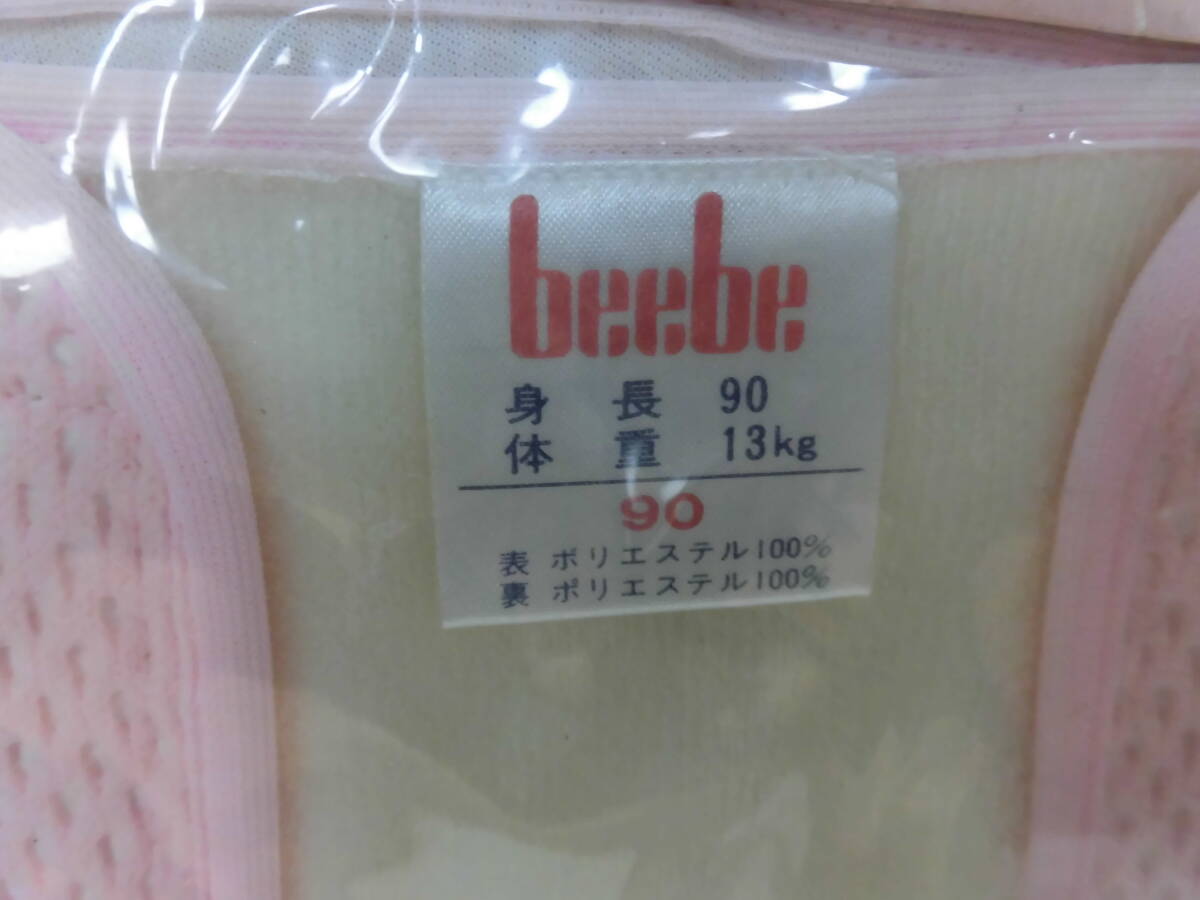 beebe
身長 90
体重 13kg
90
表 ポリエステル100%
裏 ポリエステル100%